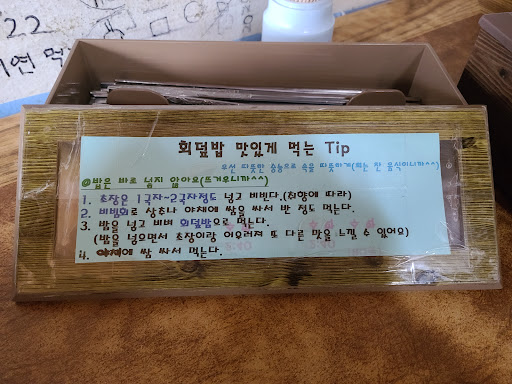 22
회덮밥 맛있게 먹는 Tip
우선 따뜻한 숭늉으로 속을 따뜻하게(회는 찬 음식이니까^^)
@밥은 바로 넣지 않아요(뜨거우니까^^)
1. 초장은 1국자~2국자정도 넣고 비빈다.(취향에 따라)
2. 비빔회로 상추나 야채에 쌈을 싸서 반 정도 먹는다.
3. 밥을 넣고 비벼 회덮밥으로 먹는다.
(밥을 넣으면서 초장이랑 어우러져 또 다른 맛을 느낄 수 있어요)
4. 야채에 쌈 싸서 먹는다.